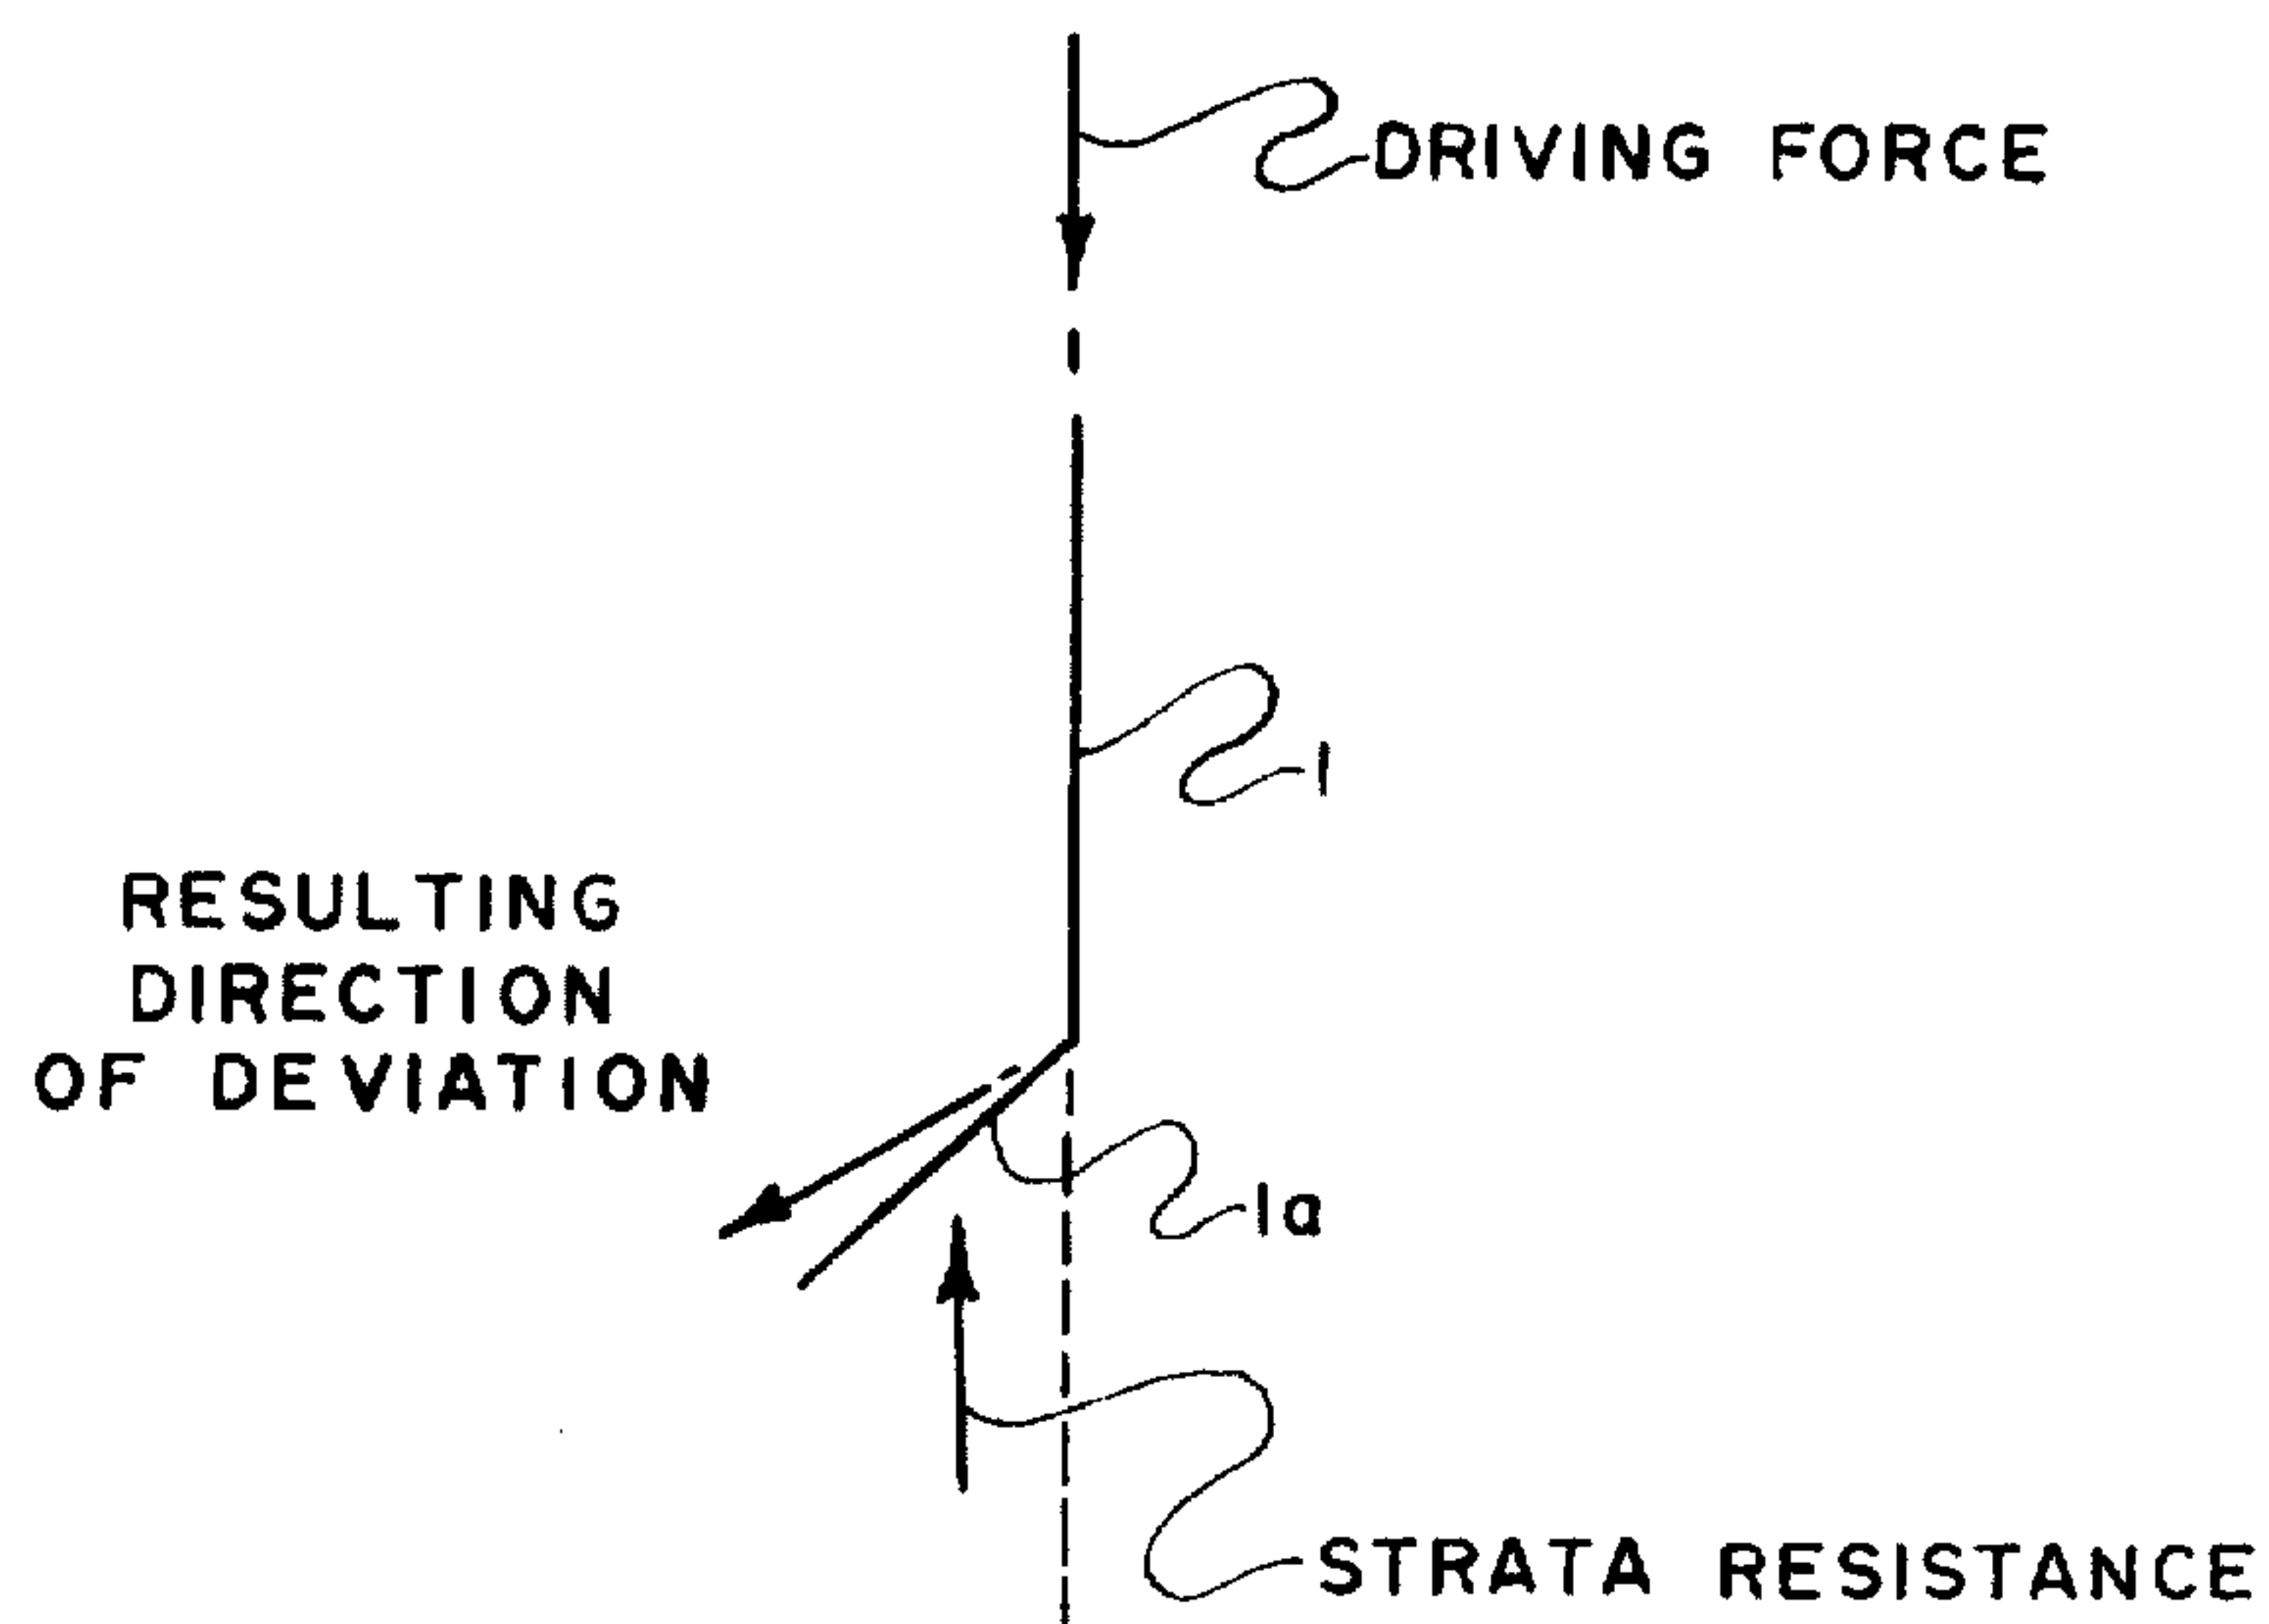 DRIVING FORCE
1
RESULTING
DIRECTION
OF DEVIATION
1a
STRATA RESISTANCE